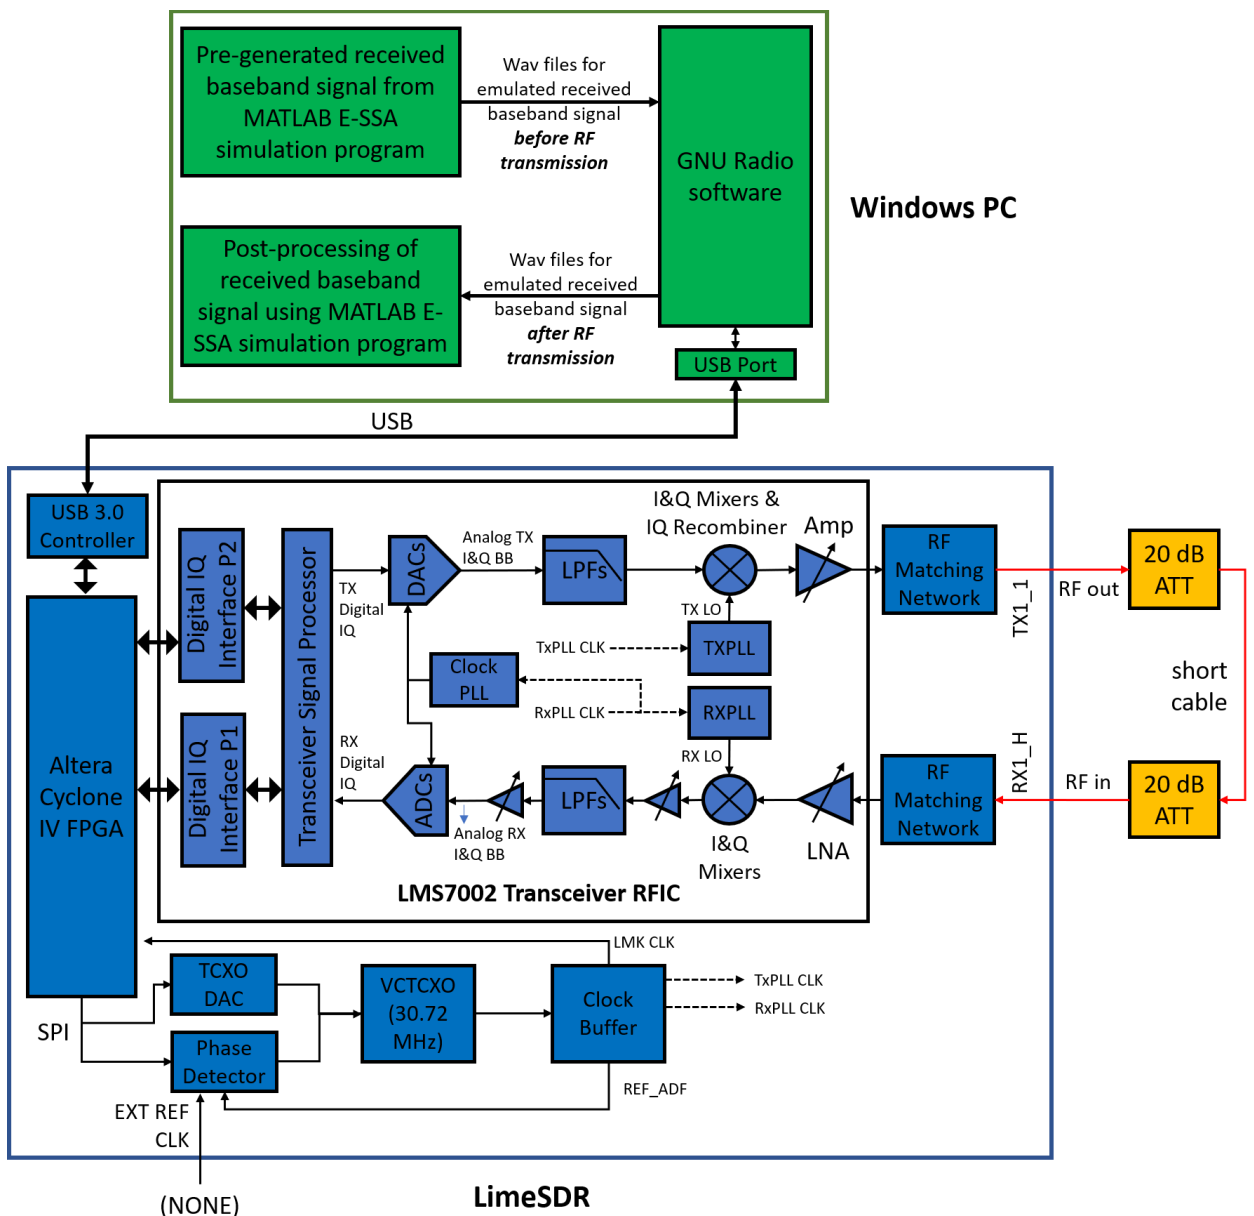 Pre-generated received
baseband signal from
MATLAB E-SSA
simulation program
Wav files for
emulated received
baseband signal
before RF
transmission
GNU Radio
software
Windows PC
Post-processing of
received baseband
signal using MATLAB E-
SSA simulation program
Wav files for
emulated received
baseband signal
after RF
transmission
USB Port
USB
USB 3.0
Controller
Digital IQ
Interface P2
Transceiver Signal Processor
TX
Digital
IQ
DACs
Analog TX
I&Q BB
LPFs
I&Q Mixers &
IQ Recombiner
Amp
RF
Matching
Network
TX1_1
RF out
20 dB
ATT
TX LO
TxPLL CLK
TXPLL
Clock
PLL
RxPLL CLK
RXPLL
RX LO
short
cable
Altera
Cyclone
IV FPGA
Digital IQ
Interface P1
RX
Digital
IQ
ADCs
Analog RX
I&Q BB
LPFs
I&Q
Mixers
LNA
RF
Matching
Network
RX1_H
RF in
20 dB
ATT
LMS7002 Transceiver RFIC
LMK CLK
TCXO
DAC
VCTCXO
(30.72
MHz)
Clock
Buffer
TxPLL CLK
RxPLL CLK
SPI
Phase
Detector
REF_ADF
EXT REF
CLK
(NONE)
LimeSDR